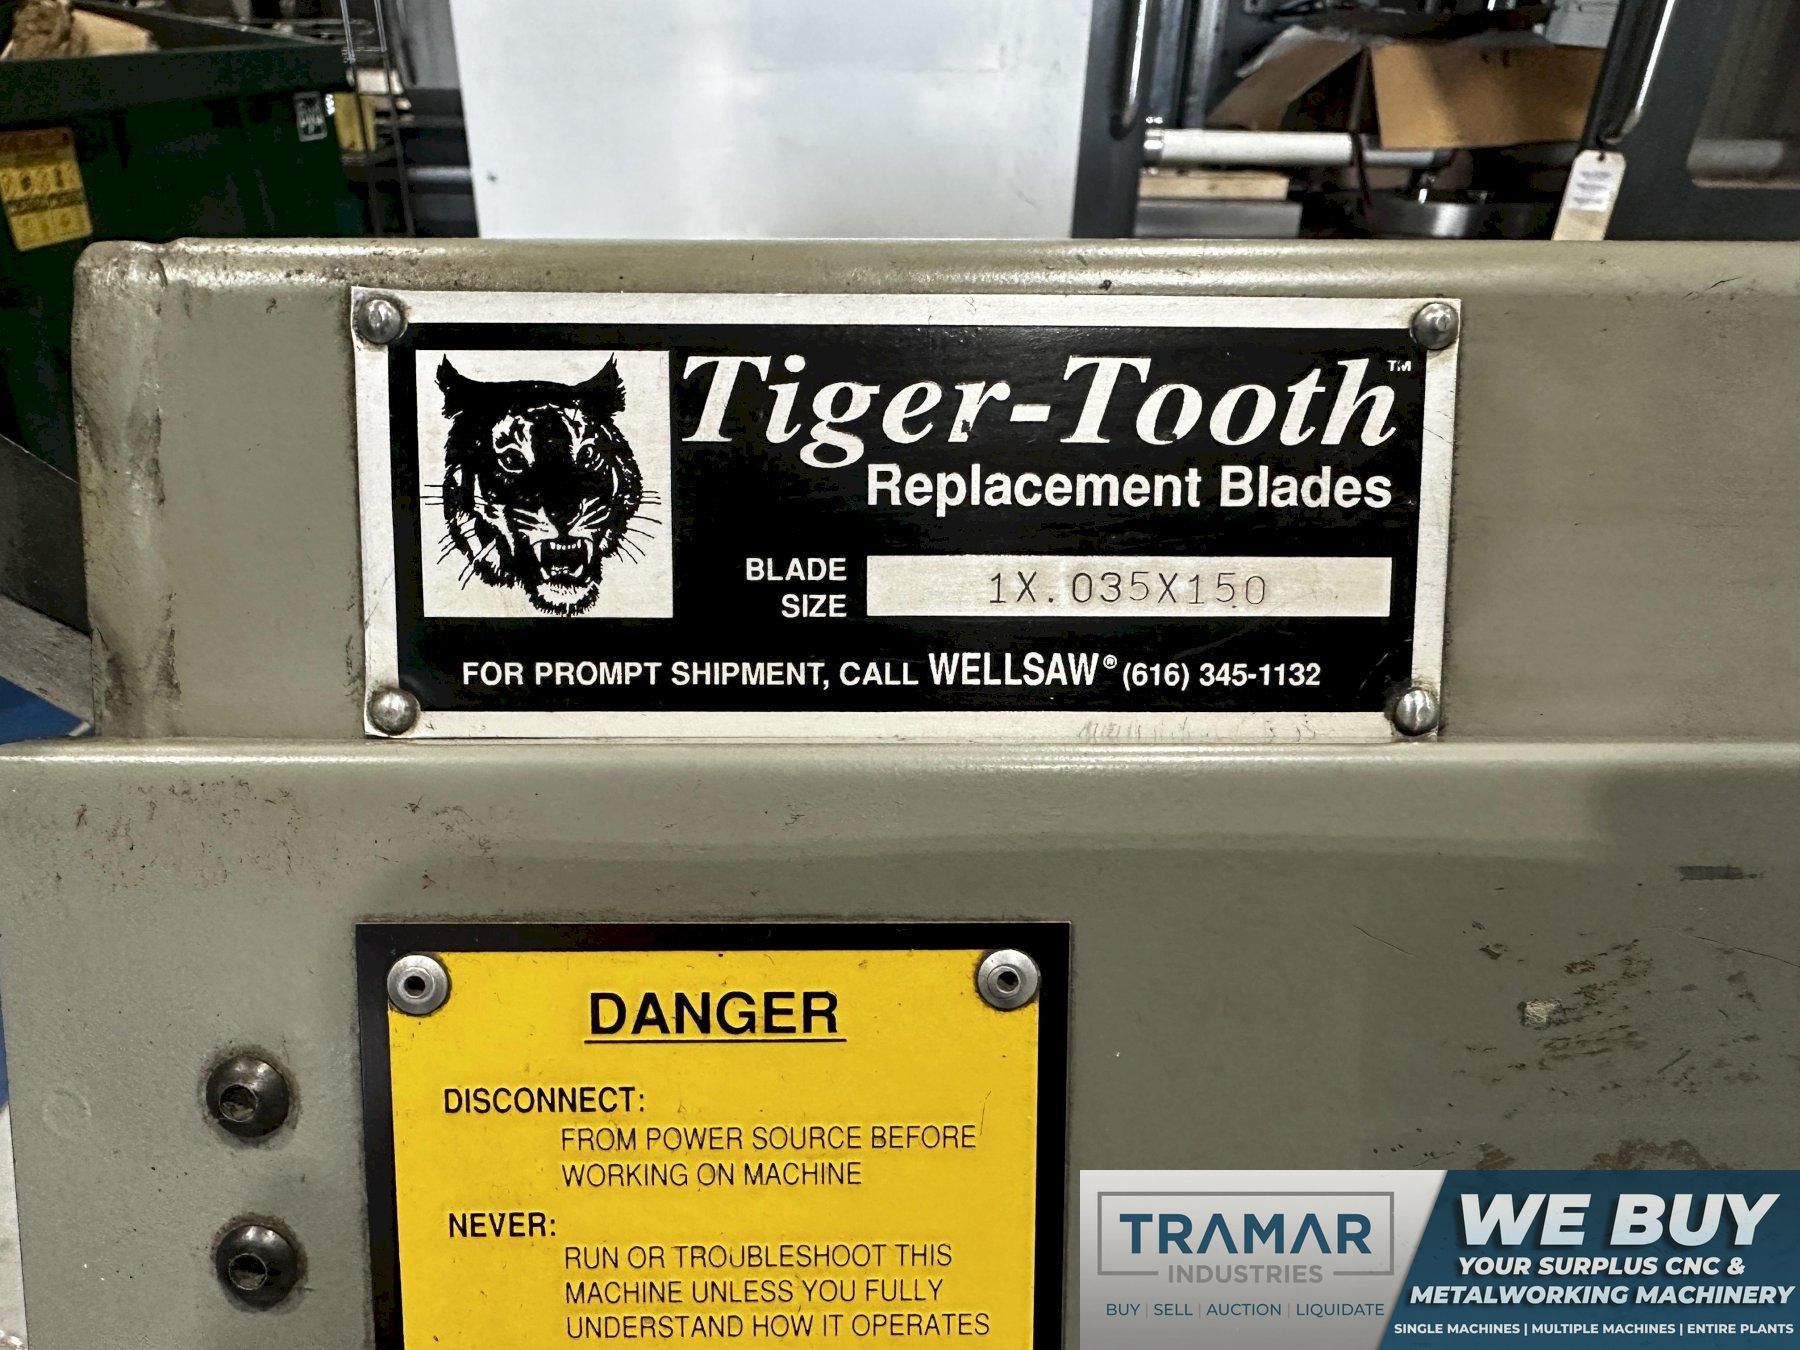 Tiger-Tooth™
Replacement Blades
BLADE SIZE 1X.035X150
FOR PROMPT SHIPMENT, CALL WELLSAW® (616) 345-1132
DANGER
DISCONNECT:
FROM POWER SOURCE BEFORE
WORKING ON MACHINE
NEVER:
RUN OR TROUBLESHOOT THIS
MACHINE UNLESS YOU FULLY
UNDERSTAND HOW IT OPERATES
TRAMAR
INDUSTRIES
BUY | SELL | AUCTION | LIQUIDATE
WE BUY
YOUR SURPLUS CNC &
METALWORKING MACHINERY
SINGLE MACHINES | MULTIPLE MACHINES | ENTIRE PLANTS